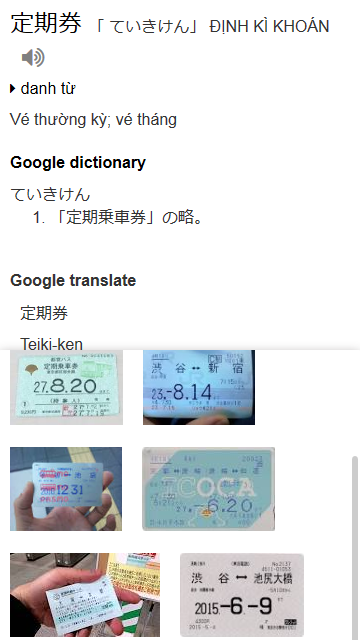 定期券 「 ていきけん」 ĐỊNH KÌ KHOÁN
danh từ
Vé thường kỳ; vé tháng
Google dictionary
ていきけん
1. 「定期乗車券」の略。
Google translate
定期券
Teiki-ken
定期乗車券
27.8.20
渋谷↔新宿
23.-8.14
12.31
ICOCA
-6.20
渋谷 ↔ 池尻大橋
2015.-6-9